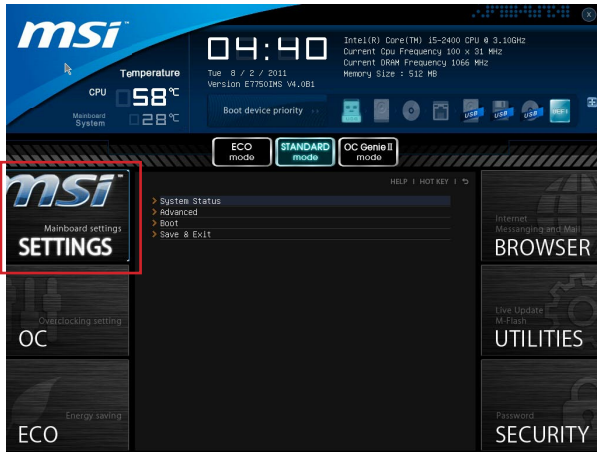 msi
04:40
Tue 8 / 2 / 2011
Version E7750IMS V4.0B1
Intel(R) Core(TM) i5-2400 CPU @ 3.10GHz
Current Cpu Frequency 100 x 31 MHz
Current DRAM Frequency 1066 MHz
Memory Size : 512 MB
Temperature
CPU 58°C
Mainboard
System 28°C
Boot device priority
USB
USB
USB
UEFI
ECO
mode
STANDARD
mode
OC Genie II
mode
HELP | HOT KEY |
msi
Mainboard settings
SETTINGS
Overclocking setting
OC
Energy saving
ECO
> System Status
> Advanced
> Boot
> Save & Exit
Internet
Messanging and Mail
BROWSER
Live Update
M-Flash
UTILITIES
Password
SECURITY